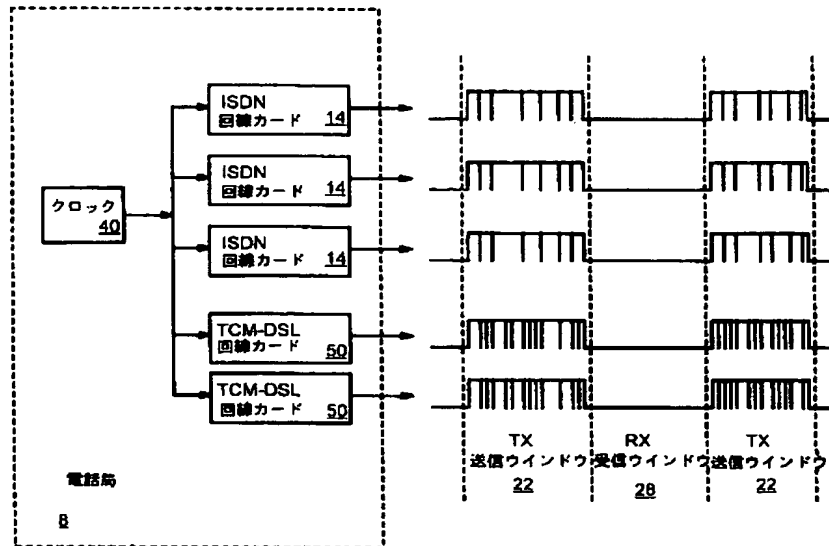 ISDN
回線カード 14
ISDN
回線カード 14
クロック
40
ISDN
回線カード 14
TCM-DSL
回線カード 50
TCM-DSL
回線カード 50
電話局
8
TX
送信ウインドウ
22
RX
受信ウインドウ
28
TX
送信ウインドウ
22